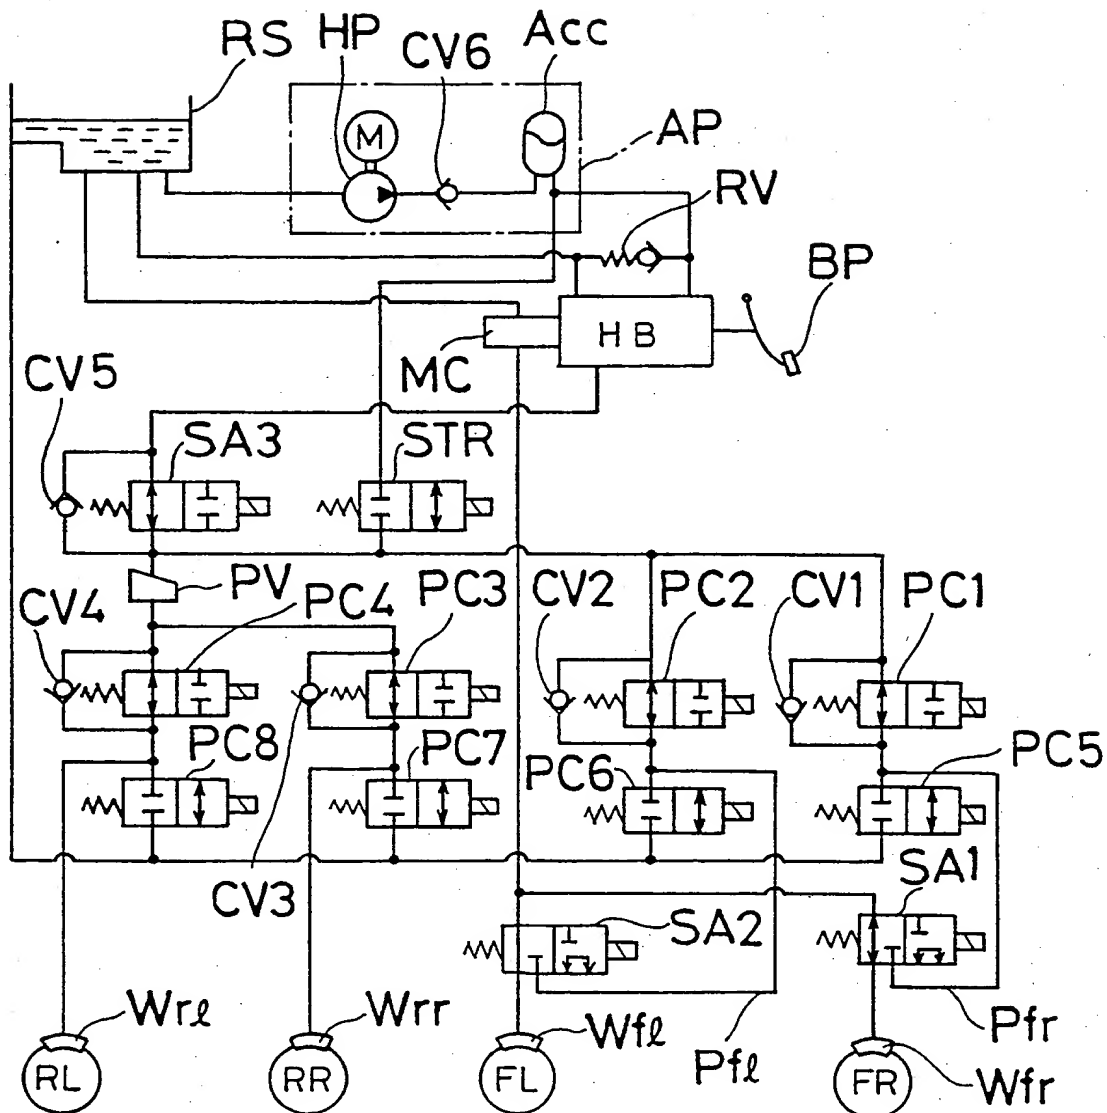 RS
HP
CV6
Acc
M
AP
RV
BP
HB
MC
CV5
SA3
STR
PV
CV4
PC4
PC3
CV2
PC2
CV1
PC1
PC8
PC7
PC6
PC5
CV3
SA1
SA2
Wrℓ
Wrr
Wfℓ
Pfℓ
Pfr
Wfr
RL
RR
FL
FR